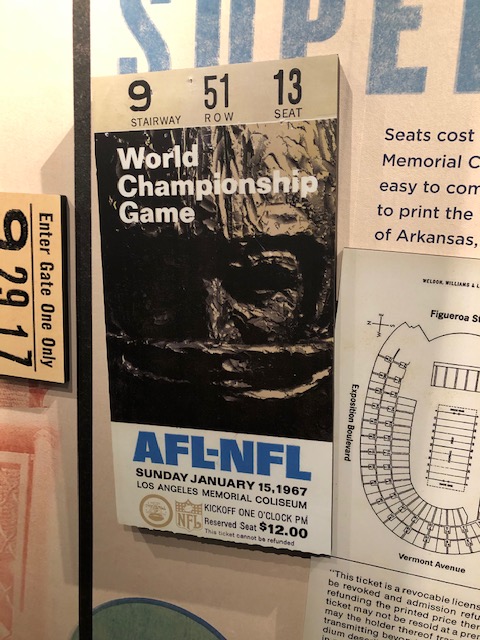 SUPE
9 51 13
STAIRWAY ROW SEAT
World
Championship
Game
AFL-NFL
SUNDAY JANUARY 15, 1967
LOS ANGELES MEMORIAL COLISEUM
KICKOFF ONE O'CLOCK PM
Reserved Seat $12.00
This ticket cannot be refunded
NFL
Enter Gate One Only
9 29 17
Seats cost
Memorial C
easy to com
to print the
of Arkansas,
WELDON, WILLIAMS & L
Figueroa St
Exposition Boulevard
Vermont Avenue
"This ticket is a revocable licens
be revoked and admission refu
refunding the printed price ther
ticket may not be resold at a pre
may the holder thereof
transmitting